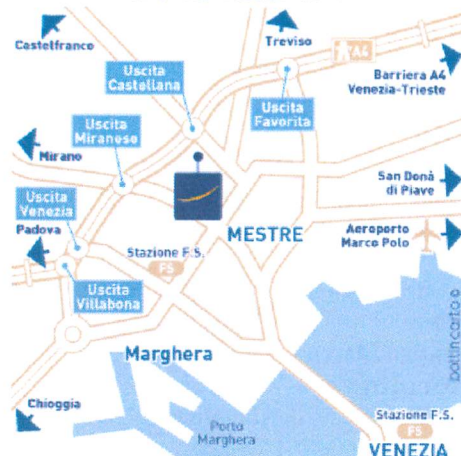 Castelfranco
Treviso
A4
Uscita
Castellana
Barriera A4
Venezia-Trieste
Uscita
Favorita
Uscita
Miranese
Mirano
San Donà
di Piave
Uscita
Venezia
Padova
MESTRE
Aeroporto
Marco Polo
Stazione F.S.
FS
Uscita
Villabona
Marghera
pattincarto.o
Chioggia
Porto
Marghera
Stazione F.S.
FS
VENEZIA